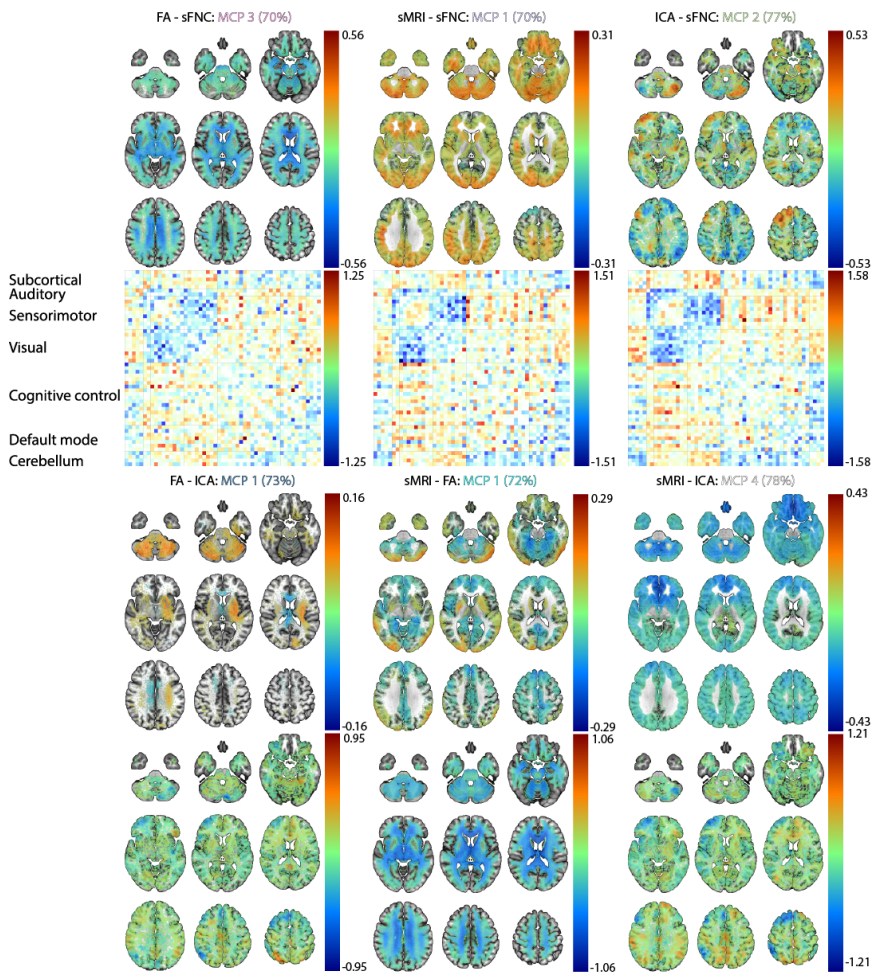 FA - sFNC: MCP 3 (70%)
sMRI - sFNC: MCP 1 (70%)
ICA - sFNC: MCP 2 (77%)
0.56
0.31
0.53
-0.56
-0.31
-0.53
1.25
1.51
1.58
Subcortical
Auditory
Sensorimotor
Visual
Cognitive control
Default mode
Cerebellum
-1.25
-1.51
-1.58
FA - ICA: MCP 1 (73%)
sMRI - FA: MCP 1 (72%)
sMRI - ICA: MCP 4 (78%)
0.16
0.29
0.43
-0.16
-0.29
-0.43
0.95
1.06
1.21
-0.95
-1.06
-1.21